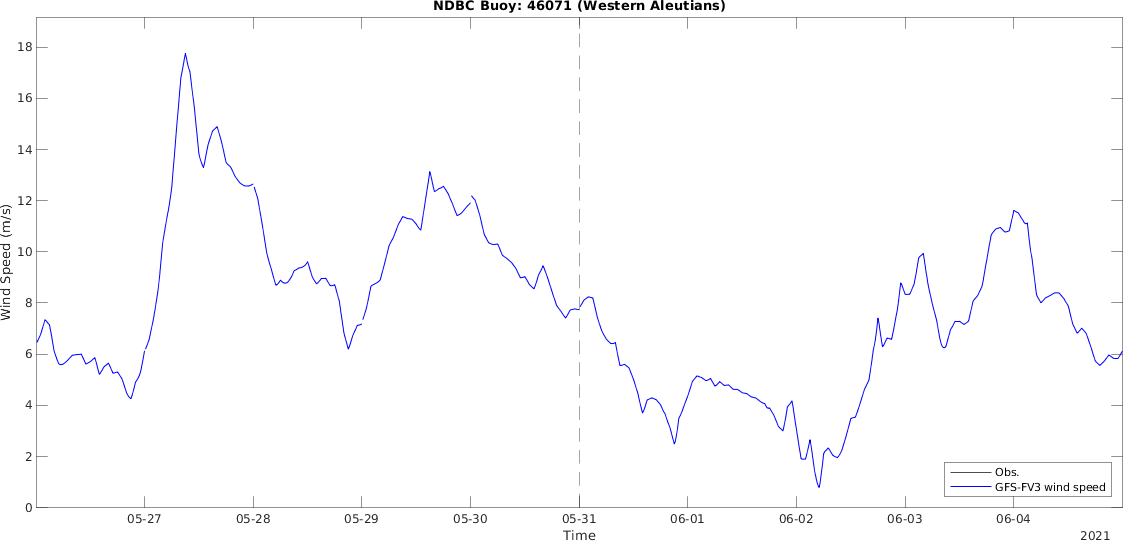 NDBC Buoy: 46071 (Western Aleutians)
18
16
14
12
10
8
6
4
2
0
Wind Speed (m/s)
Obs.
GFS-FV3 wind speed
05-27 05-28 05-29 05-30 05-31 06-01 06-02 06-03 06-04
Time
2021